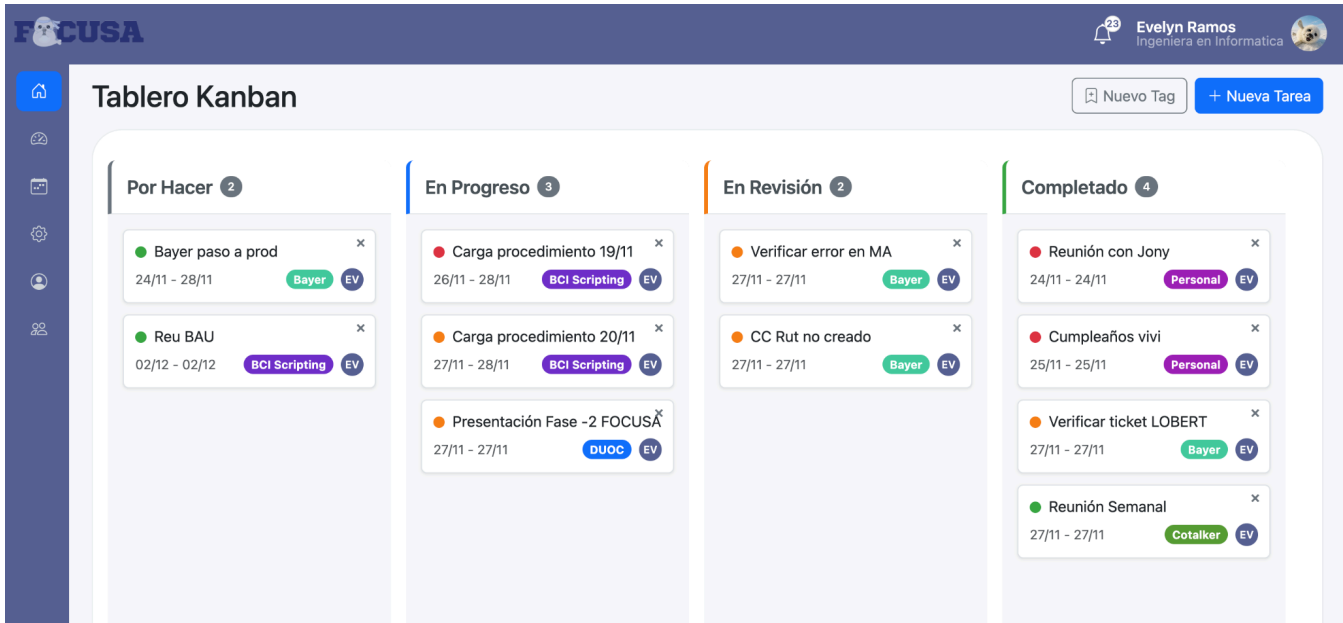 FOCUSA
23
Evelyn Ramos
Ingeniera en Informatica
Tablero Kanban
Nuevo Tag
+ Nueva Tarea
Por Hacer 2
Bayer paso a prod ×
24/11 - 28/11 Bayer EV
Reu BAU ×
02/12 - 02/12 BCI Scripting EV
En Progreso 3
Carga procedimiento 19/11 ×
26/11 - 28/11 BCI Scripting EV
Carga procedimiento 20/11 ×
27/11 - 28/11 BCI Scripting EV
Presentación Fase -2 FOCUSA ×
27/11 - 27/11 DUOC EV
En Revisión 2
Verificar error en MA ×
27/11 - 27/11 Bayer EV
CC Rut no creado ×
27/11 - 27/11 Bayer EV
Completado 4
Reunión con Jony ×
24/11 - 24/11 Personal EV
Cumpleaños vivi ×
25/11 - 25/11 Personal EV
Verificar ticket LOBERT ×
27/11 - 27/11 Bayer EV
Reunión Semanal ×
27/11 - 27/11 Cotalker EV